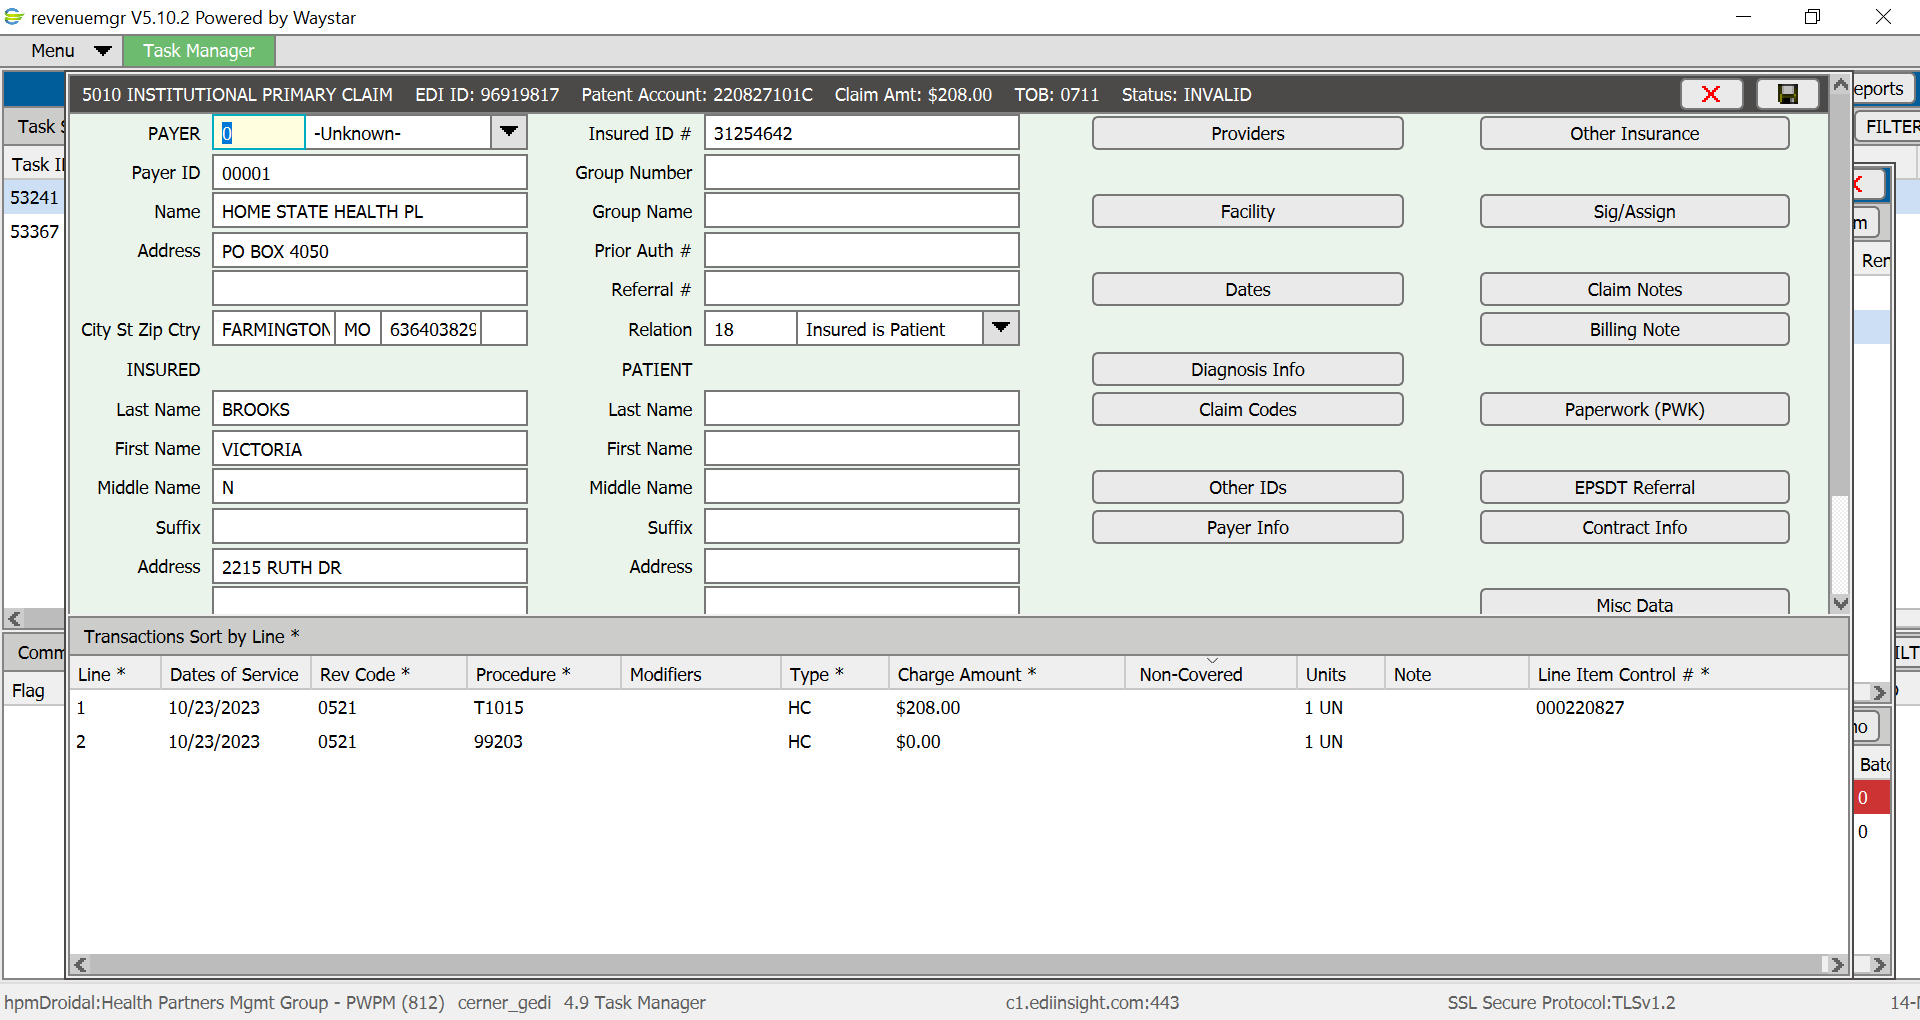 revenuemgr V5.10.2 Powered by Waystar
Menu Task Manager
5010 INSTITUTIONAL PRIMARY CLAIM EDI ID: 96919817 Patent Account: 220827101C Claim Amt: $208.00 TOB: 0711 Status: INVALID
eports
Task S
FILTER
PAYER 0 -Unknown- Insured ID # 31254642 Providers Other Insurance
Task II
Payer ID 00001 Group Number
53241
Name HOME STATE HEALTH PL Group Name Facility Sig/Assign
m
53367
Address PO BOX 4050 Prior Auth #
Rer
Referral # Dates Claim Notes
City St Zip Ctry FARMINGTON MO 636403829 Relation 18 Insured is Patient Billing Note
INSURED PATIENT Diagnosis Info
Last Name BROOKS Last Name Claim Codes Paperwork (PWK)
First Name VICTORIA First Name
Middle Name N Middle Name Other IDs EPSDT Referral
Suffix Suffix Payer Info Contract Info
Address 2215 RUTH DR Address
Misc Data
Transactions Sort by Line *
Comm
ILT
Line * Dates of Service Rev Code * Procedure * Modifiers Type * Charge Amount * Non-Covered Units Note Line Item Control # *
Flag
1 10/23/2023 0521 T1015 HC $208.00 1 UN 000220827
no
2 10/23/2023 0521 99203 HC $0.00 1 UN
Batc
0
0
hpmDroidal:Health Partners Mgmt Group - PWPM (812) cerner_gedi 4.9 Task Manager c1.ediinsight.com:443 SSL Secure Protocol:TLSv1.2 14-